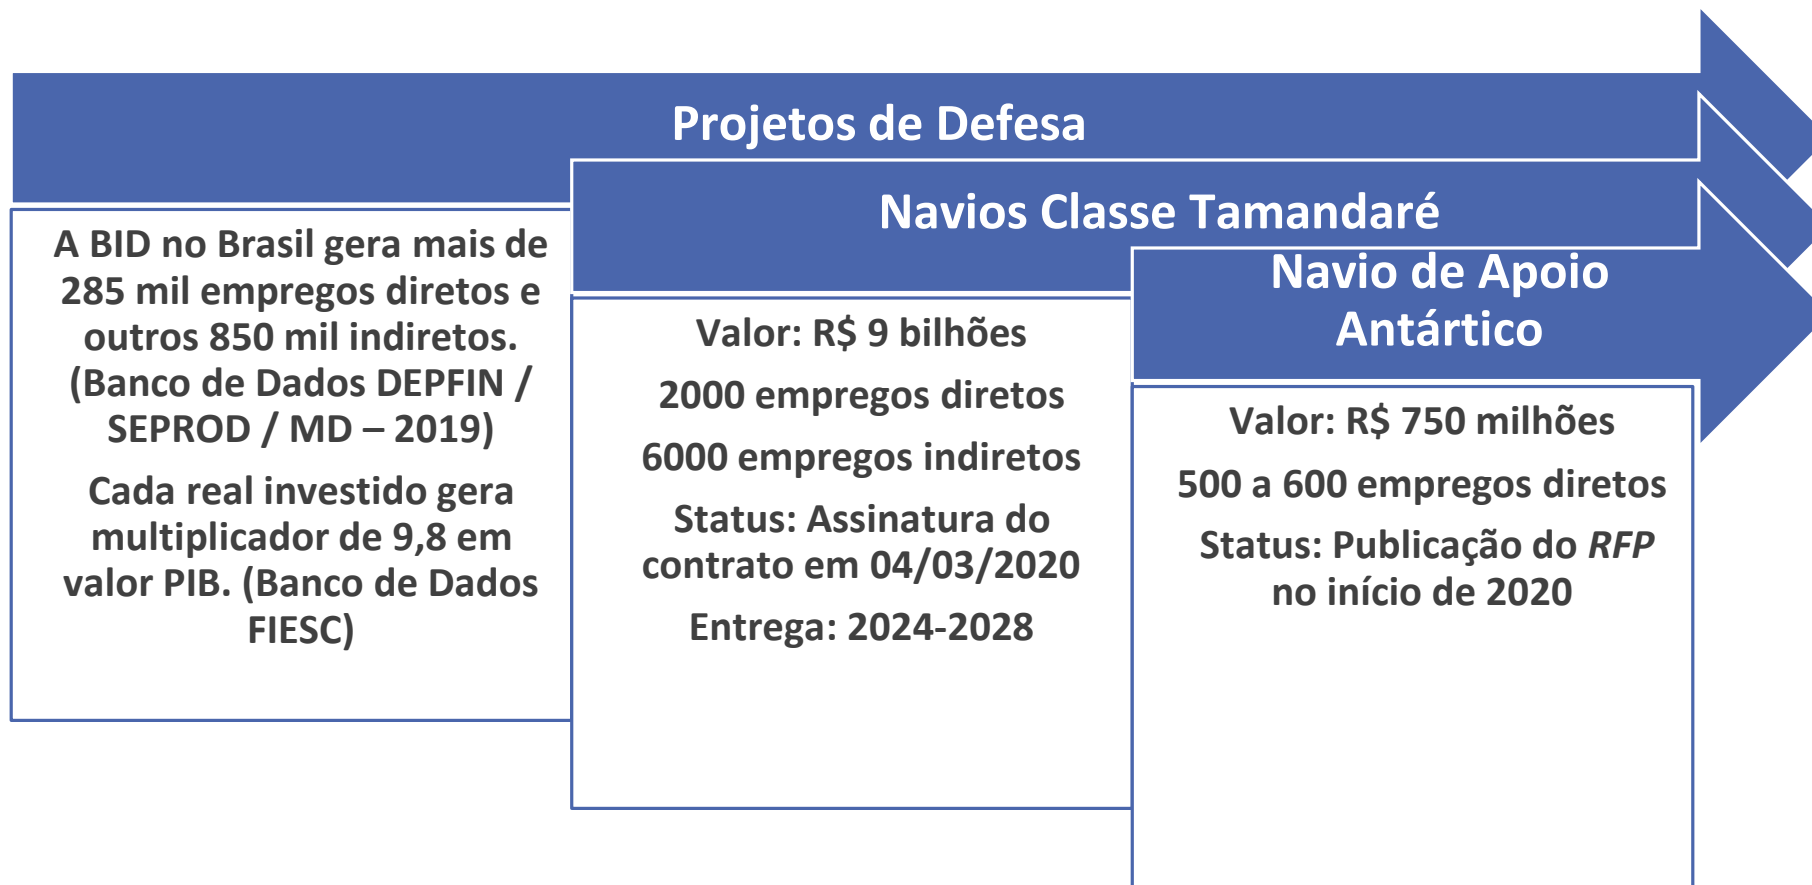 Projetos de Defesa
A BID no Brasil gera mais de
285 mil empregos diretos e
outros 850 mil indiretos.
(Banco de Dados DEPFIN /
SEPROD / MD – 2019)
Cada real investido gera
multiplicador de 9,8 em
valor PIB. (Banco de Dados
FIESC)
Navios Classe Tamandaré
Valor: R$ 9 bilhões
2000 empregos diretos
6000 empregos indiretos
Status: Assinatura do
contrato em 04/03/2020
Entrega: 2024-2028
Navio de Apoio
Antártico
Valor: R$ 750 milhões
500 a 600 empregos diretos
Status: Publicação do RFP
no início de 2020